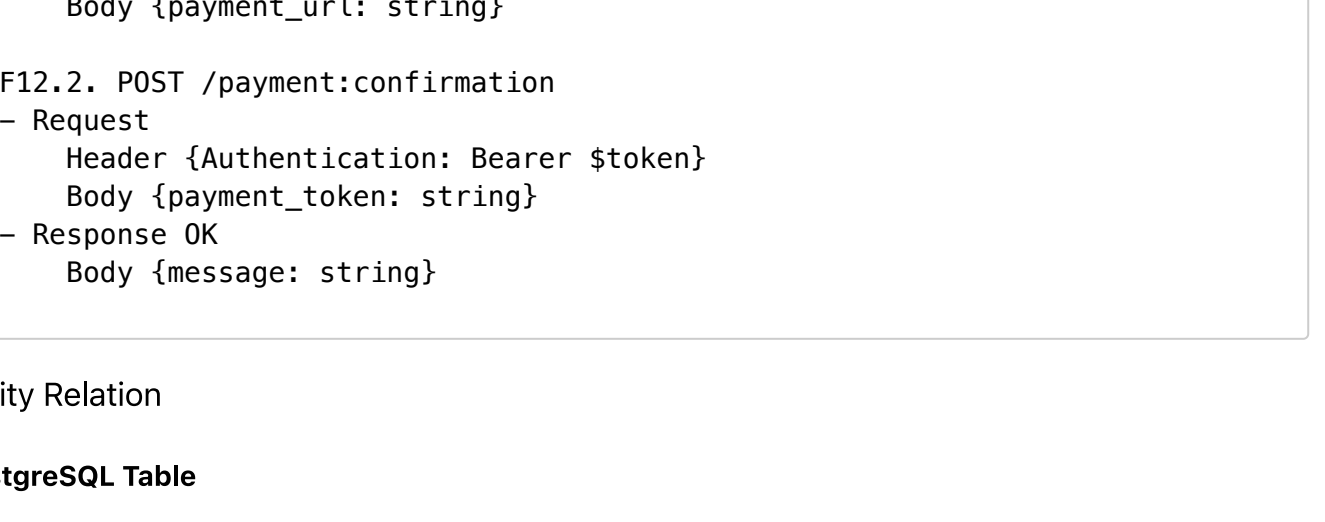 Body {payment_url: string}
F12.2. POST /payment:confirmation
– Request
Header {Authentication: Bearer $token}
Body {payment_token: string}
– Response OK
Body {message: string}
ity Relation
tgreSQL Table